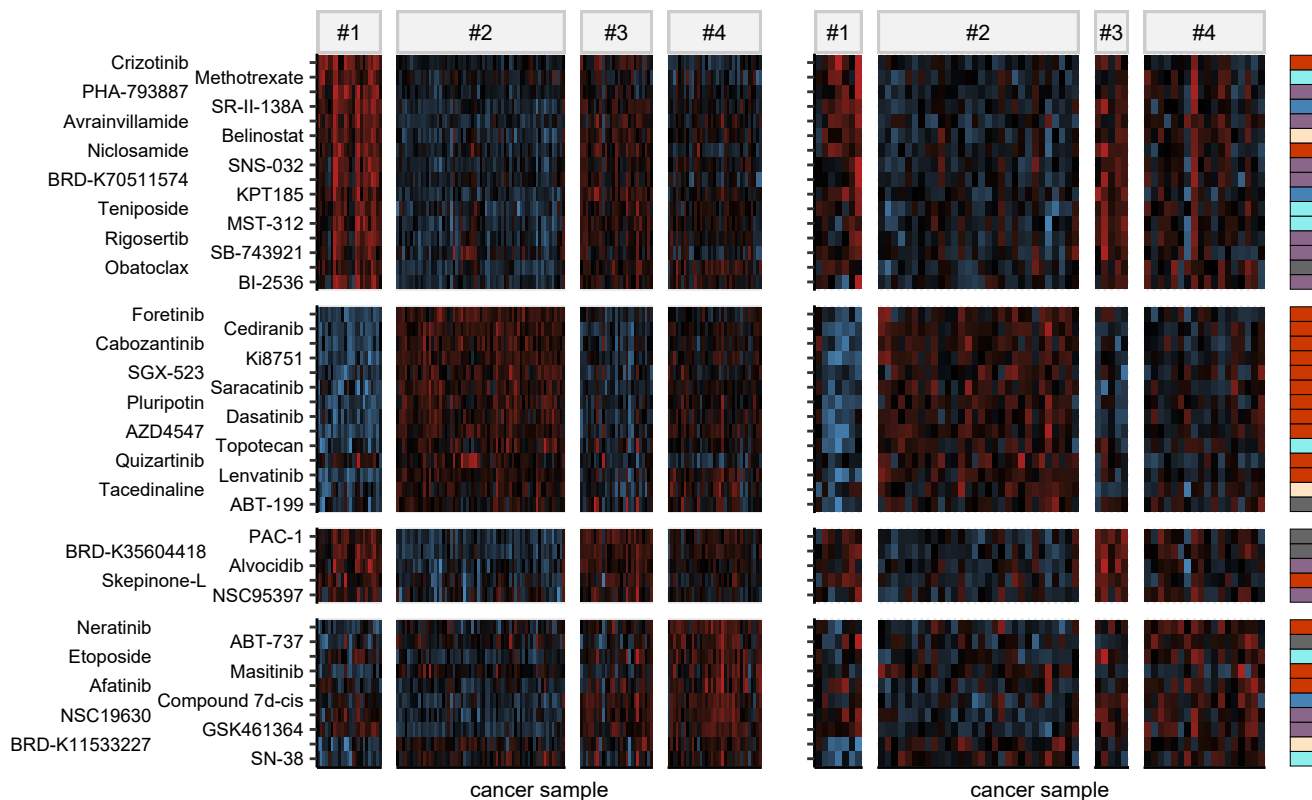 #1 #2 #3 #4 #1 #2 #3 #4
Crizotinib
Methotrexate
PHA-793887
SR-II-138A
Avrainvillamide
Belinostat
Niclosamide
SNS-032
BRD-K70511574
KPT185
Teniposide
MST-312
Rigosertib
SB-743921
Obatoclax
BI-2536
Foretinib
Cediranib
Cabozantinib
Ki8751
SGX-523
Saracatinib
Pluripotin
Dasatinib
AZD4547
Topotecan
Quizartinib
Lenvatinib
Tacedinaline
ABT-199
PAC-1
BRD-K35604418
Alvocidib
Skepinone-L
NSC95397
Neratinib
ABT-737
Etoposide
Masitinib
Afatinib
Compound 7d-cis
NSC19630
GSK461364
BRD-K11533227
SN-38
cancer sample cancer sample